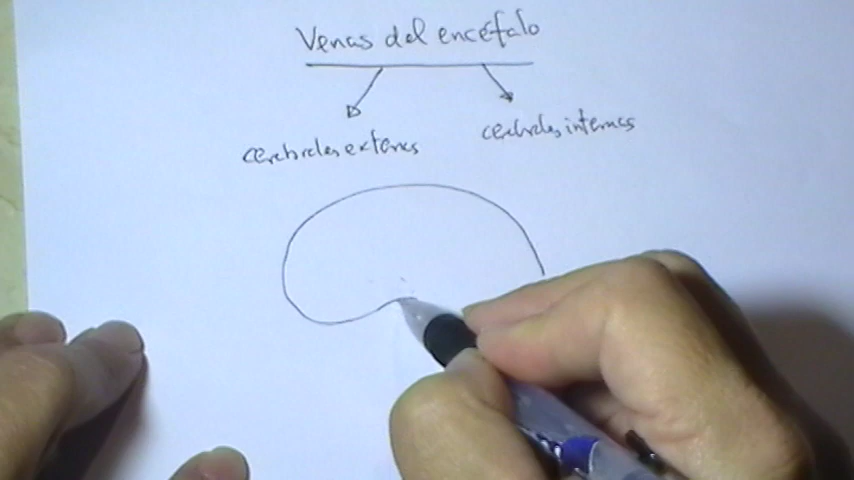 Venas del encéfalo
cerebrales externas
cerebrales internas